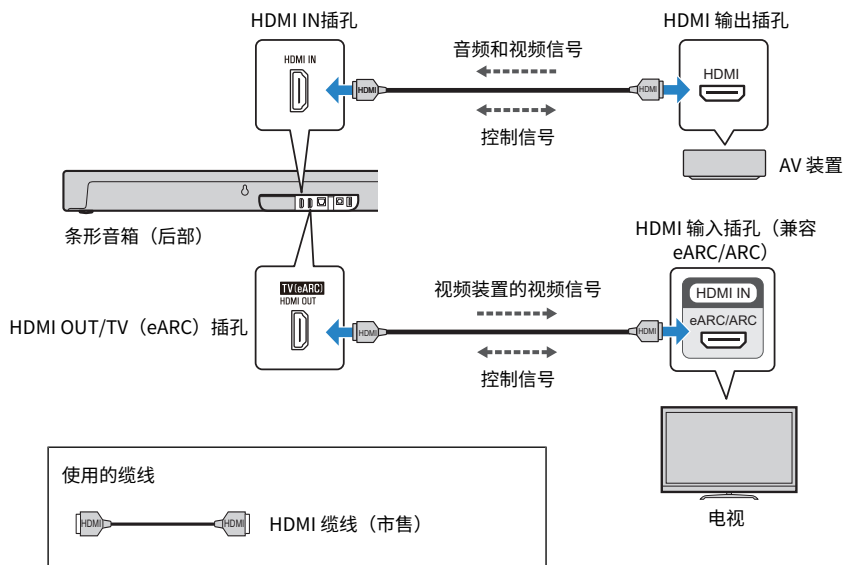 HDMI IN插孔
HDMI 输出插孔
HDMI IN
音频和视频信号
HDMI
HDMI
HDMI
控制信号
AV 装置
条形音箱（后部）
HDMI 输入插孔（兼容
eARC/ARC）
TV(eARC)
HDMI OUT
视频装置的视频信号
HDMI IN
eARC/ARC
HDMI OUT/TV（eARC）插孔
HDMI
HDMI
控制信号
电视
使用的缆线
HDMI
HDMI
HDMI 缆线（市售）